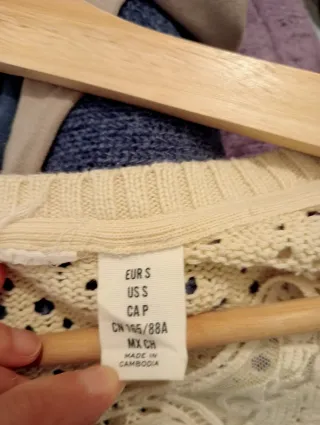 EUR S
US S
CA P
CN 165/88A
MX CH
MADE IN
CAMBODIA